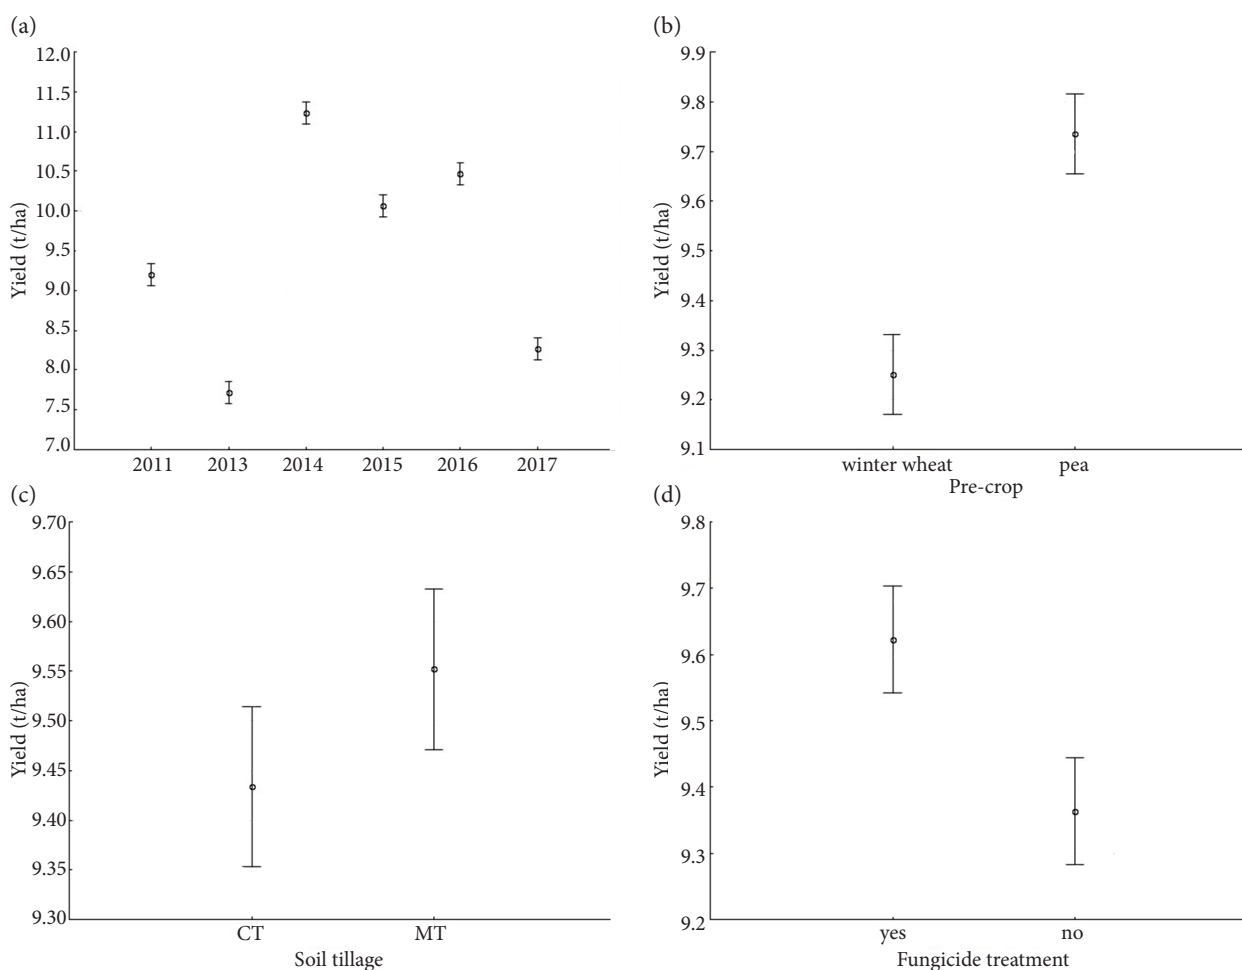 (a)
Yield (t/ha)
12.0
11.5
11.0
10.5
10.0
9.5
9.0
8.5
8.0
7.5
7.0
2011 2013 2014 2015 2016 2017
(b)
Yield (t/ha)
9.9
9.8
9.7
9.6
9.5
9.4
9.3
9.2
9.1
winter wheat pea
Pre-crop
(c)
Yield (t/ha)
9.70
9.65
9.60
9.55
9.50
9.45
9.40
9.35
9.30
CT MT
Soil tillage
(d)
Yield (t/ha)
9.8
9.7
9.6
9.5
9.4
9.3
9.2
yes no
Fungicide treatment